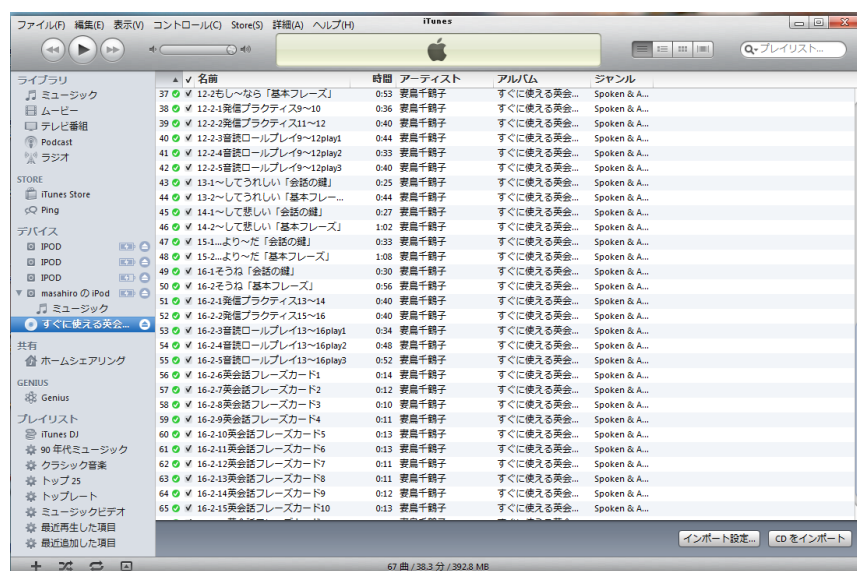 iTunes
ファイル(F) 編集(E) 表示(V) コントロール(C) Store(S) 詳細(A) ヘルプ(H)
プレイリスト...
ライブラリ
ミュージック
ムービー
テレビ番組
Podcast
ラジオ
STORE
iTunes Store
Ping
デバイス
IPOD
IPOD
IPOD
masahiro の iPod
ミュージック
すぐに使える英会...
共有
ホームシェアリング
GENIUS
Genius
プレイリスト
iTunes DJ
90 年代ミュージック
クラシック音楽
トップ 25
トップレート
ミュージックビデオ
最近再生した項目
最近追加した項目
名前 時間 アーティスト アルバム ジャンル
37 12-2もし〜なら「基本フレーズ」 0:53 妻鳥千鶴子 すぐに使える英会... Spoken & A...
38 12-2-1発信プラクティス9〜10 0:36 妻鳥千鶴子 すぐに使える英会... Spoken & A...
39 12-2-2発信プラクティス11〜12 0:40 妻鳥千鶴子 すぐに使える英会... Spoken & A...
40 12-2-3音読ロールプレイ9〜12play1 0:44 妻鳥千鶴子 すぐに使える英会... Spoken & A...
41 12-2-4音読ロールプレイ9〜12play2 0:33 妻鳥千鶴子 すぐに使える英会... Spoken & A...
42 12-2-5音読ロールプレイ9〜12play3 0:40 妻鳥千鶴子 すぐに使える英会... Spoken & A...
43 13-1〜してうれしい「会話の鍵」 0:25 妻鳥千鶴子 すぐに使える英会... Spoken & A...
44 13-2〜してうれしい「基本フレー... 0:44 妻鳥千鶴子 すぐに使える英会... Spoken & A...
45 14-1〜して悲しい「会話の鍵」 0:27 妻鳥千鶴子 すぐに使える英会... Spoken & A...
46 14-2〜して悲しい「基本フレーズ」 1:02 妻鳥千鶴子 すぐに使える英会... Spoken & A...
47 15-1...より〜だ「会話の鍵」 0:33 妻鳥千鶴子 すぐに使える英会... Spoken & A...
48 15-2...より〜だ「基本フレーズ」 1:08 妻鳥千鶴子 すぐに使える英会... Spoken & A...
49 16-1そうね「会話の鍵」 0:30 妻鳥千鶴子 すぐに使える英会... Spoken & A...
50 16-2そうね「基本フレーズ」 0:56 妻鳥千鶴子 すぐに使える英会... Spoken & A...
51 16-2-1発信プラクティス13〜14 0:40 妻鳥千鶴子 すぐに使える英会... Spoken & A...
52 16-2-2発信プラクティス15〜16 0:40 妻鳥千鶴子 すぐに使える英会... Spoken & A...
53 16-2-3音読ロールプレイ13〜16play1 0:34 妻鳥千鶴子 すぐに使える英会... Spoken & A...
54 16-2-4音読ロールプレイ13〜16play2 0:48 妻鳥千鶴子 すぐに使える英会... Spoken & A...
55 16-2-5音読ロールプレイ13〜16play3 0:52 妻鳥千鶴子 すぐに使える英会... Spoken & A...
56 16-2-6英会話フレーズカード1 0:14 妻鳥千鶴子 すぐに使える英会... Spoken & A...
57 16-2-7英会話フレーズカード2 0:12 妻鳥千鶴子 すぐに使える英会... Spoken & A...
58 16-2-8英会話フレーズカード3 0:10 妻鳥千鶴子 すぐに使える英会... Spoken & A...
59 16-2-9英会話フレーズカード4 0:11 妻鳥千鶴子 すぐに使える英会... Spoken & A...
60 16-2-10英会話フレーズカード5 0:13 妻鳥千鶴子 すぐに使える英会... Spoken & A...
61 16-2-11英会話フレーズカード6 0:13 妻鳥千鶴子 すぐに使える英会... Spoken & A...
62 16-2-12英会話フレーズカード7 0:11 妻鳥千鶴子 すぐに使える英会... Spoken & A...
63 16-2-13英会話フレーズカード8 0:11 妻鳥千鶴子 すぐに使える英会... Spoken & A...
64 16-2-14英会話フレーズカード9 0:12 妻鳥千鶴子 すぐに使える英会... Spoken & A...
65 16-2-15英会話フレーズカード10 0:13 妻鳥千鶴子 すぐに使える英会... Spoken & A...
インポート設定... CD をインポート
67 曲 / 38.3 分 / 392.8 MB